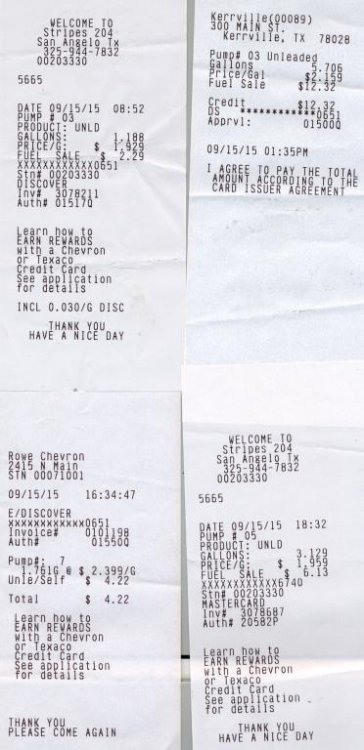 WELCOME TO
Stripes 204
San Angelo Tx
325-944-7832
00203330
5665
DATE 09/15/15 08:52
PUMP # 03
PRODUCT: UNLD
GALLONS: 1.188
PRICE/G: $ 1.929
FUEL SALE $ 2.29
XXXXXXXXXXXX0651
Stn# 00203330
DISCOVER
Inv# 3078211
Auth# 01517Q
Learn how to
EARN REWARDS
with a Chevron
or Texaco
Credit Card
See application
for details
INCL 0.030/G DISC
THANK YOU
HAVE A NICE DAY
Kerrville(00089)
300 MAIN ST.
Kerrville, TX 78028
Pump# 03 Unleaded
Gallons 5.706
Price/Gal $2.159
Fuel Sale $12.32
Credit $12.32
DS ************0651
Apprvl: 01500Q
09/15/15 01:35PM
I AGREE TO PAY THE TOTAL
AMOUNT ACCORDING TO THE
CARD ISSUER AGREEMENT
Rowe Chevron
2415 N Main
STN 00071001
09/15/15 16:34:47
E/DISCOVER
XXXXXXXXXXXX0651
Invoice# 0101198
Auth# 01550Q
Pump#: 7
1.761G @ $ 2.399/G
Unle/Self $ 4.22
Total $ 4.22
Learn how to
EARN REWARDS
with a Chevron
or Texaco
Credit Card
See application
for details
THANK YOU
PLEASE COME AGAIN
WELCOME TO
Stripes 204
San Angelo Tx
325-944-7832
00203330
5665
DATE 09/15/15 18:32
PUMP # 05
PRODUCT: UNLD
GALLONS: 3.129
PRICE/G: $ 1.959
FUEL SALE $ 6.13
XXXXXXXXXXXX6740
Stn# 00203330
MASTERCARD
Inv# 3078687
Auth# 20582P
Learn how to
EARN REWARDS
with a Chevron
or Texaco
Credit Card
See application
for details
THANK YOU
HAVE A NICE DAY